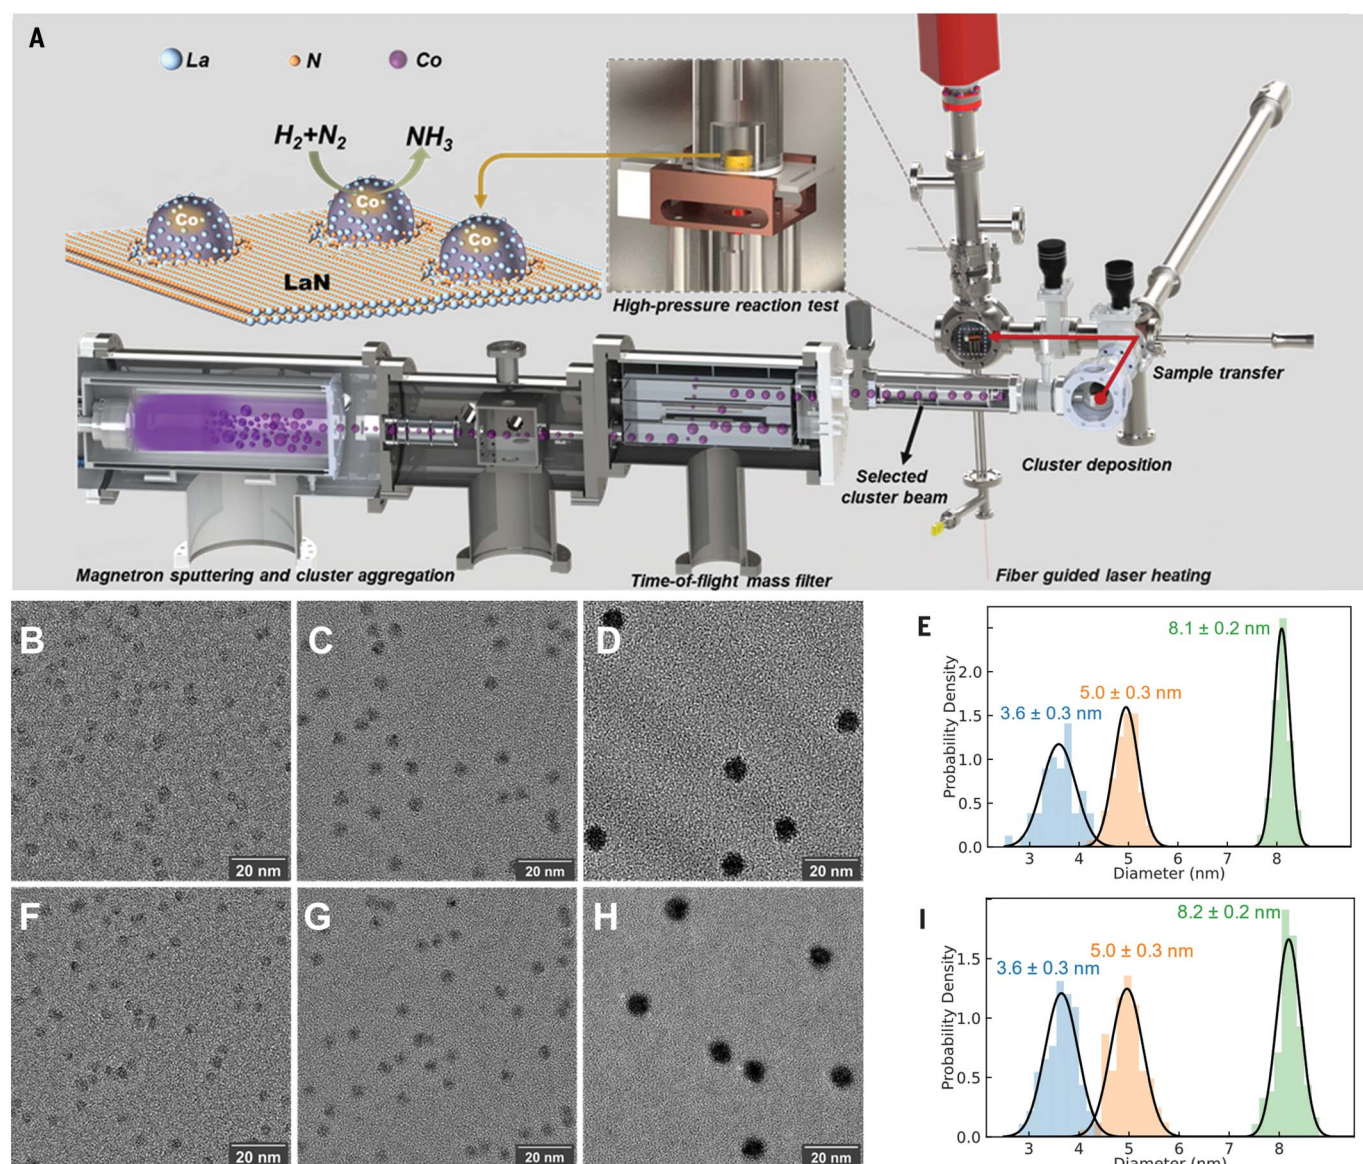 A
La
N
Co
H2+N2
NH3
Co
Co
Co
LaN
High-pressure reaction test
Sample transfer
Cluster deposition
Selected
cluster beam
Magnetron sputtering and cluster aggregation
Time-of-flight mass filter
Fiber guided laser heating
B
20 nm
C
20 nm
D
20 nm
E
8.1 ± 0.2 nm
5.0 ± 0.3 nm
3.6 ± 0.3 nm
Probability Density
2.0
1.5
1.0
0.5
0.0
3 4 5 6 7 8
Diameter (nm)
F
20 nm
G
20 nm
H
20 nm
I
8.2 ± 0.2 nm
5.0 ± 0.3 nm
3.6 ± 0.3 nm
Probability Density
1.5
1.0
0.5
0.0
3 4 5 6 7 8
Diameter (nm)